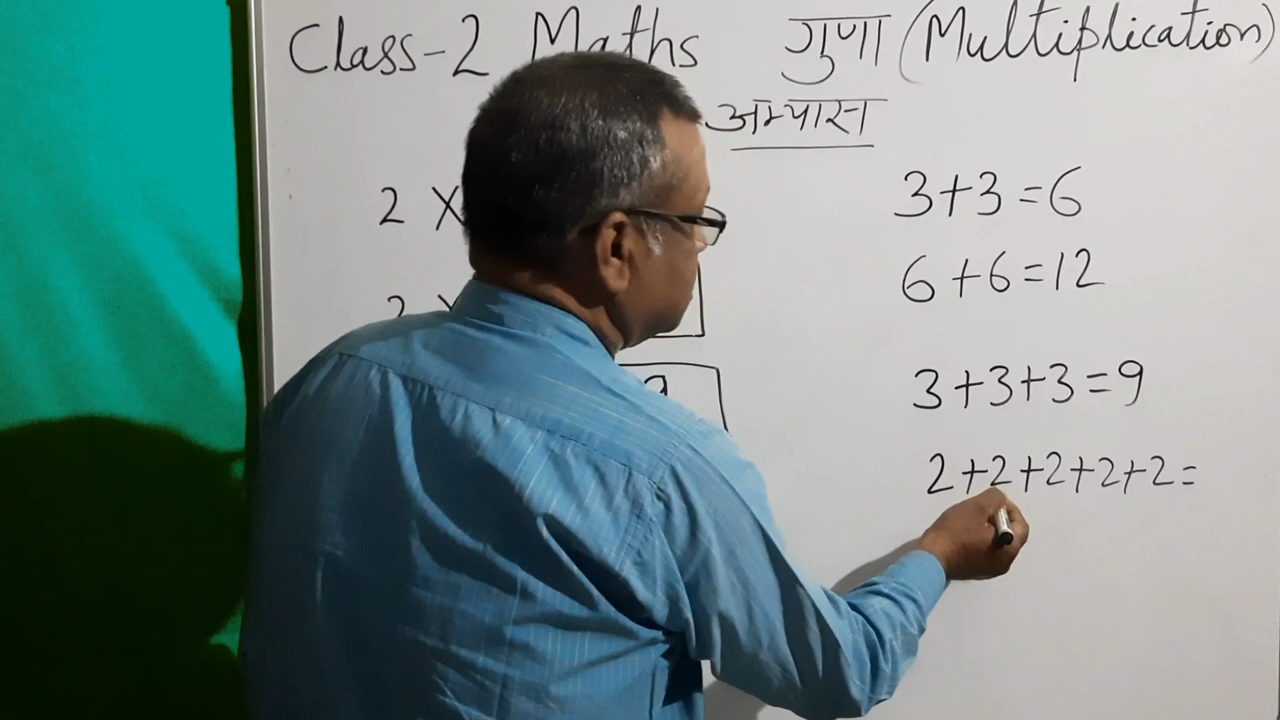 Class-2 Maths गुणा (Multiplication)
अभ्यास
2 X
3+3=6
6+6=12
3+3+3=9
2+2+2+2+2=